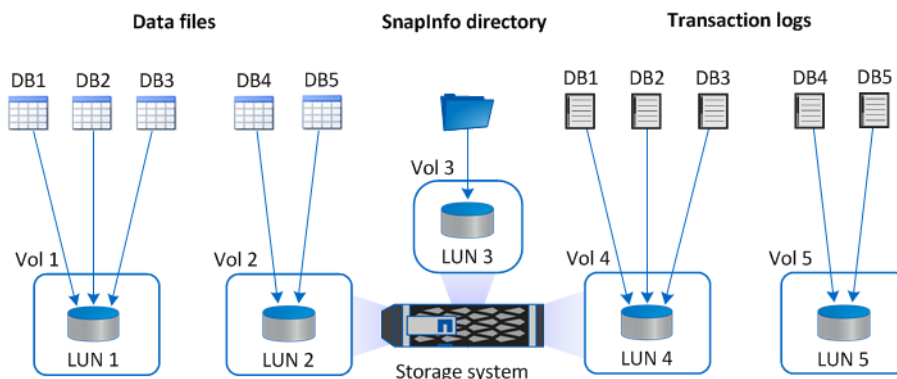 Data files
SnapInfo directory
Transaction logs
DB1 DB2 DB3 DB4 DB5
DB1 DB2 DB3 DB4 DB5
Vol 3
LUN 3
Vol 1 Vol 2 Vol 4 Vol 5
LUN 1 LUN 2 LUN 4 LUN 5
Storage system